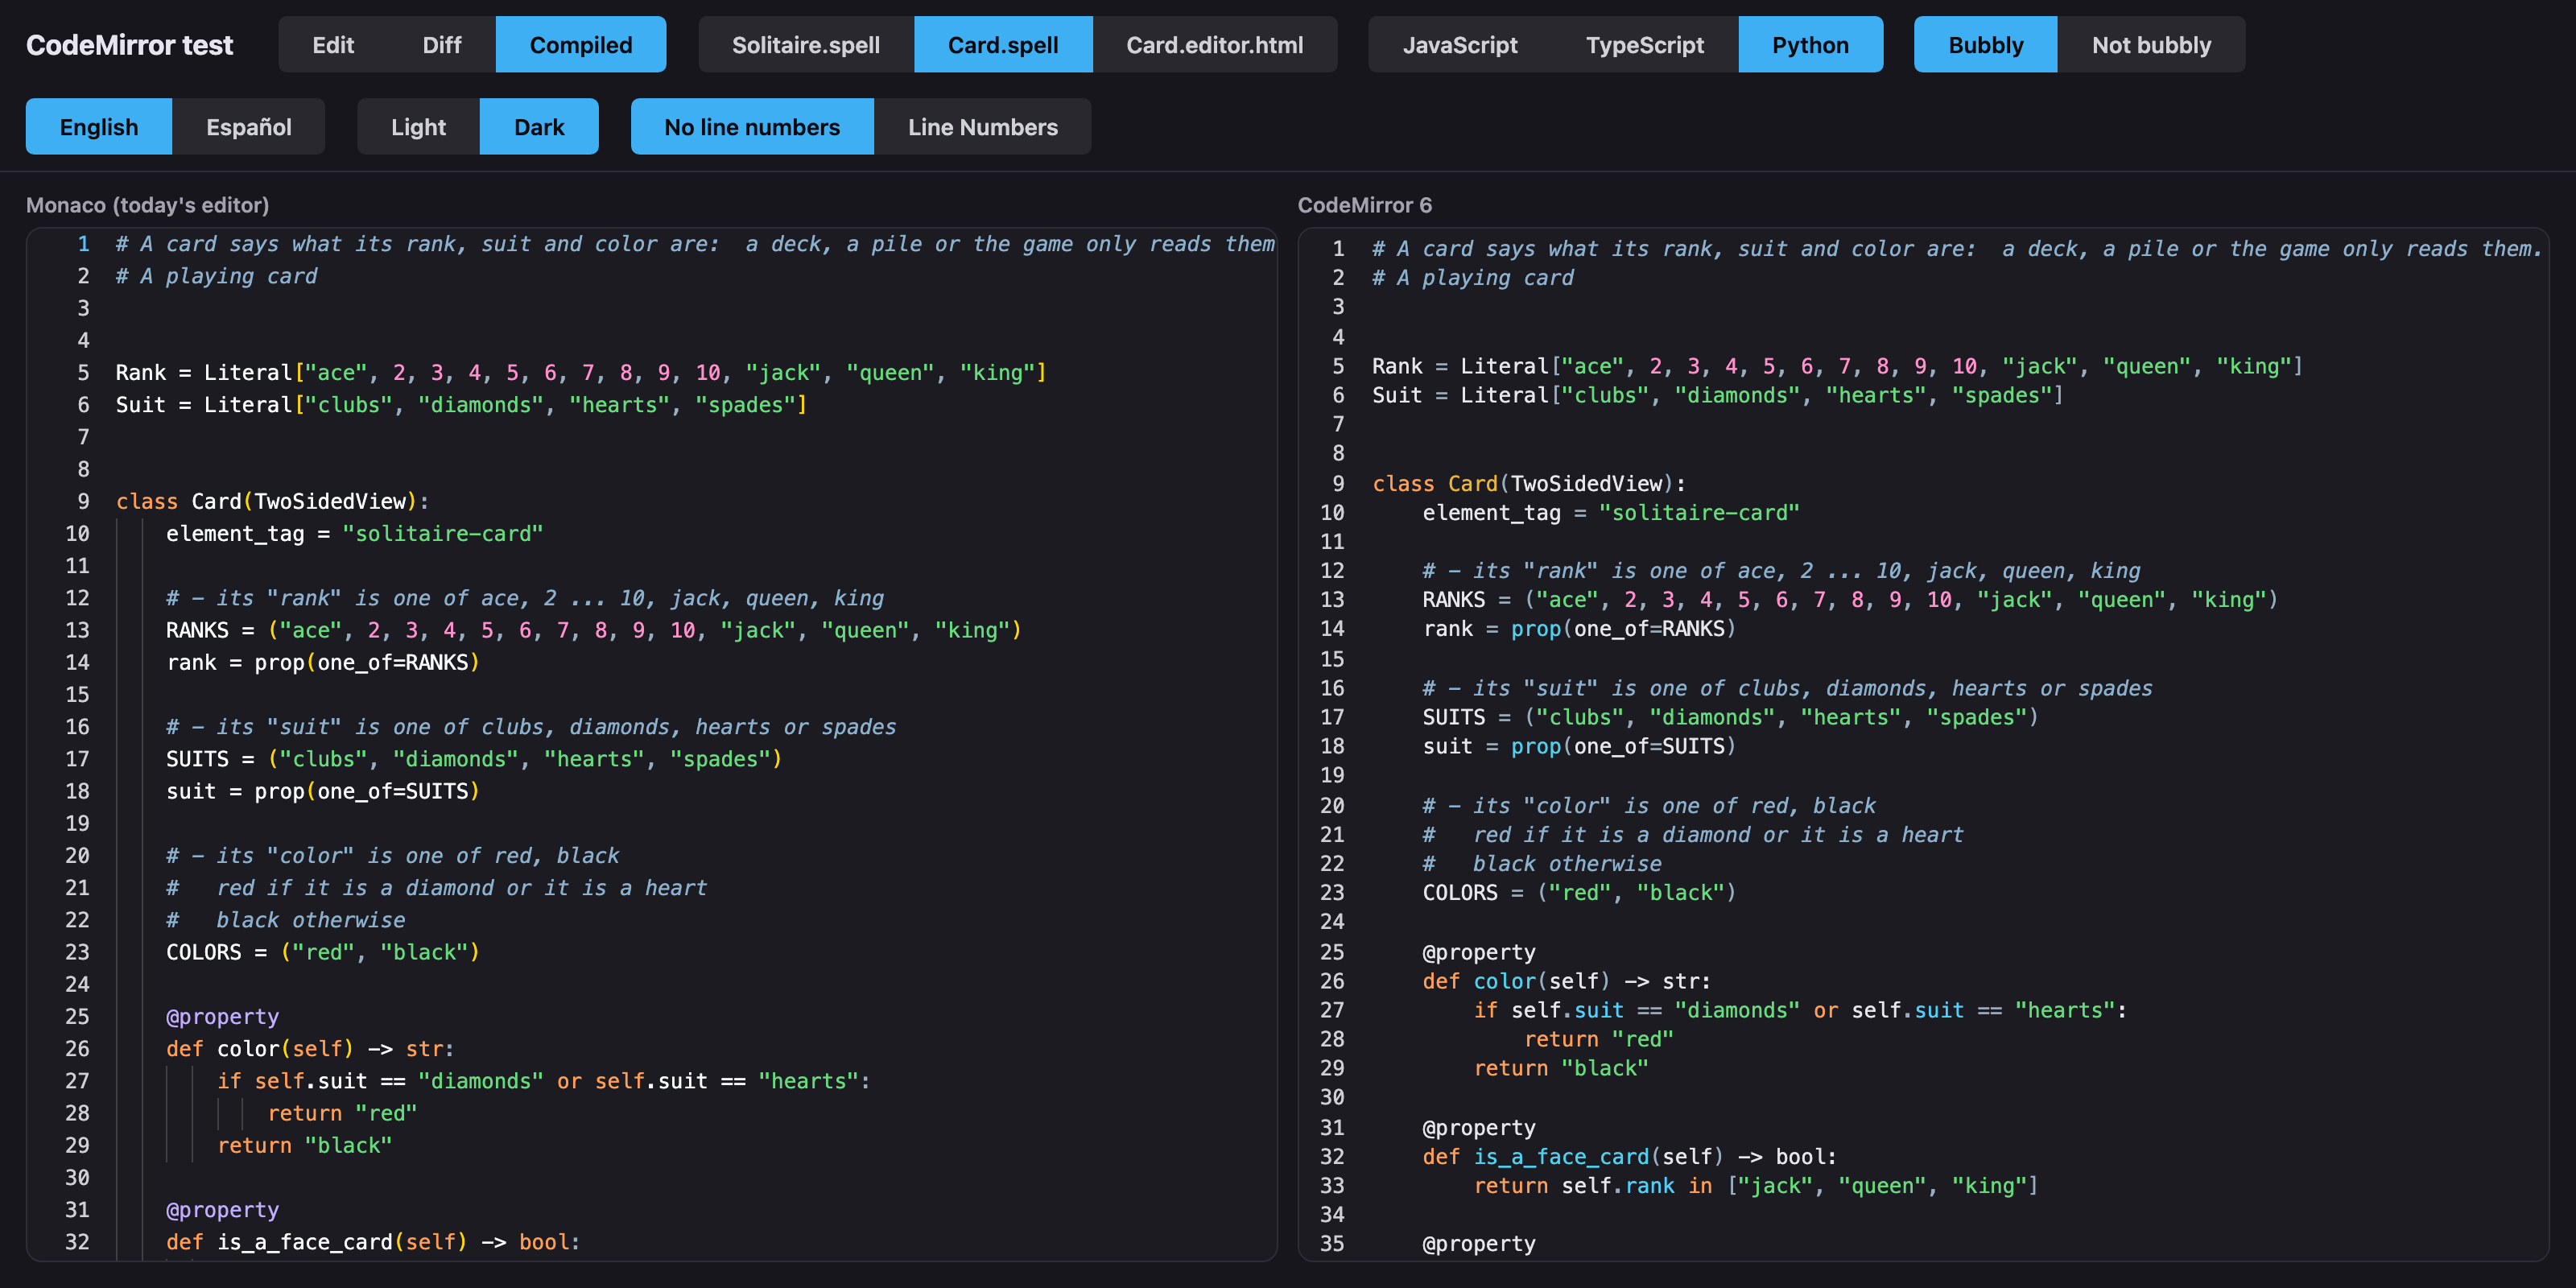 CodeMirror test Edit Diff Compiled Solitaire.spell Card.spell Card.editor.html JavaScript TypeScript Python Bubbly Not bubbly
English Español Light Dark No line numbers Line Numbers
Monaco (today's editor)
1 # A card says what its rank, suit and color are:  a deck, a pile or the game only reads them
2 # A playing card
3
4
5 Rank = Literal["ace", 2, 3, 4, 5, 6, 7, 8, 9, 10, "jack", "queen", "king"]
6 Suit = Literal["clubs", "diamonds", "hearts", "spades"]
7
8
9 class Card(TwoSidedView):
10     element_tag = "solitaire-card"
11
12     # – its "rank" is one of ace, 2 ... 10, jack, queen, king
13     RANKS = ("ace", 2, 3, 4, 5, 6, 7, 8, 9, 10, "jack", "queen", "king")
14     rank = prop(one_of=RANKS)
15
16     # – its "suit" is one of clubs, diamonds, hearts or spades
17     SUITS = ("clubs", "diamonds", "hearts", "spades")
18     suit = prop(one_of=SUITS)
19
20     # – its "color" is one of red, black
21     #   red if it is a diamond or it is a heart
22     #   black otherwise
23     COLORS = ("red", "black")
24
25     @property
26     def color(self) -> str:
27         if self.suit == "diamonds" or self.suit == "hearts":
28             return "red"
29         return "black"
30
31     @property
32     def is_a_face_card(self) -> bool:
CodeMirror 6
1 # A card says what its rank, suit and color are:  a deck, a pile or the game only reads them.
2 # A playing card
3
4
5 Rank = Literal["ace", 2, 3, 4, 5, 6, 7, 8, 9, 10, "jack", "queen", "king"]
6 Suit = Literal["clubs", "diamonds", "hearts", "spades"]
7
8
9 class Card(TwoSidedView):
10     element_tag = "solitaire-card"
11
12     # – its "rank" is one of ace, 2 ... 10, jack, queen, king
13     RANKS = ("ace", 2, 3, 4, 5, 6, 7, 8, 9, 10, "jack", "queen", "king")
14     rank = prop(one_of=RANKS)
15
16     # – its "suit" is one of clubs, diamonds, hearts or spades
17     SUITS = ("clubs", "diamonds", "hearts", "spades")
18     suit = prop(one_of=SUITS)
19
20     # – its "color" is one of red, black
21     #   red if it is a diamond or it is a heart
22     #   black otherwise
23     COLORS = ("red", "black")
24
25     @property
26     def color(self) -> str:
27         if self.suit == "diamonds" or self.suit == "hearts":
28             return "red"
29         return "black"
30
31     @property
32     def is_a_face_card(self) -> bool:
33         return self.rank in ["jack", "queen", "king"]
34
35     @property